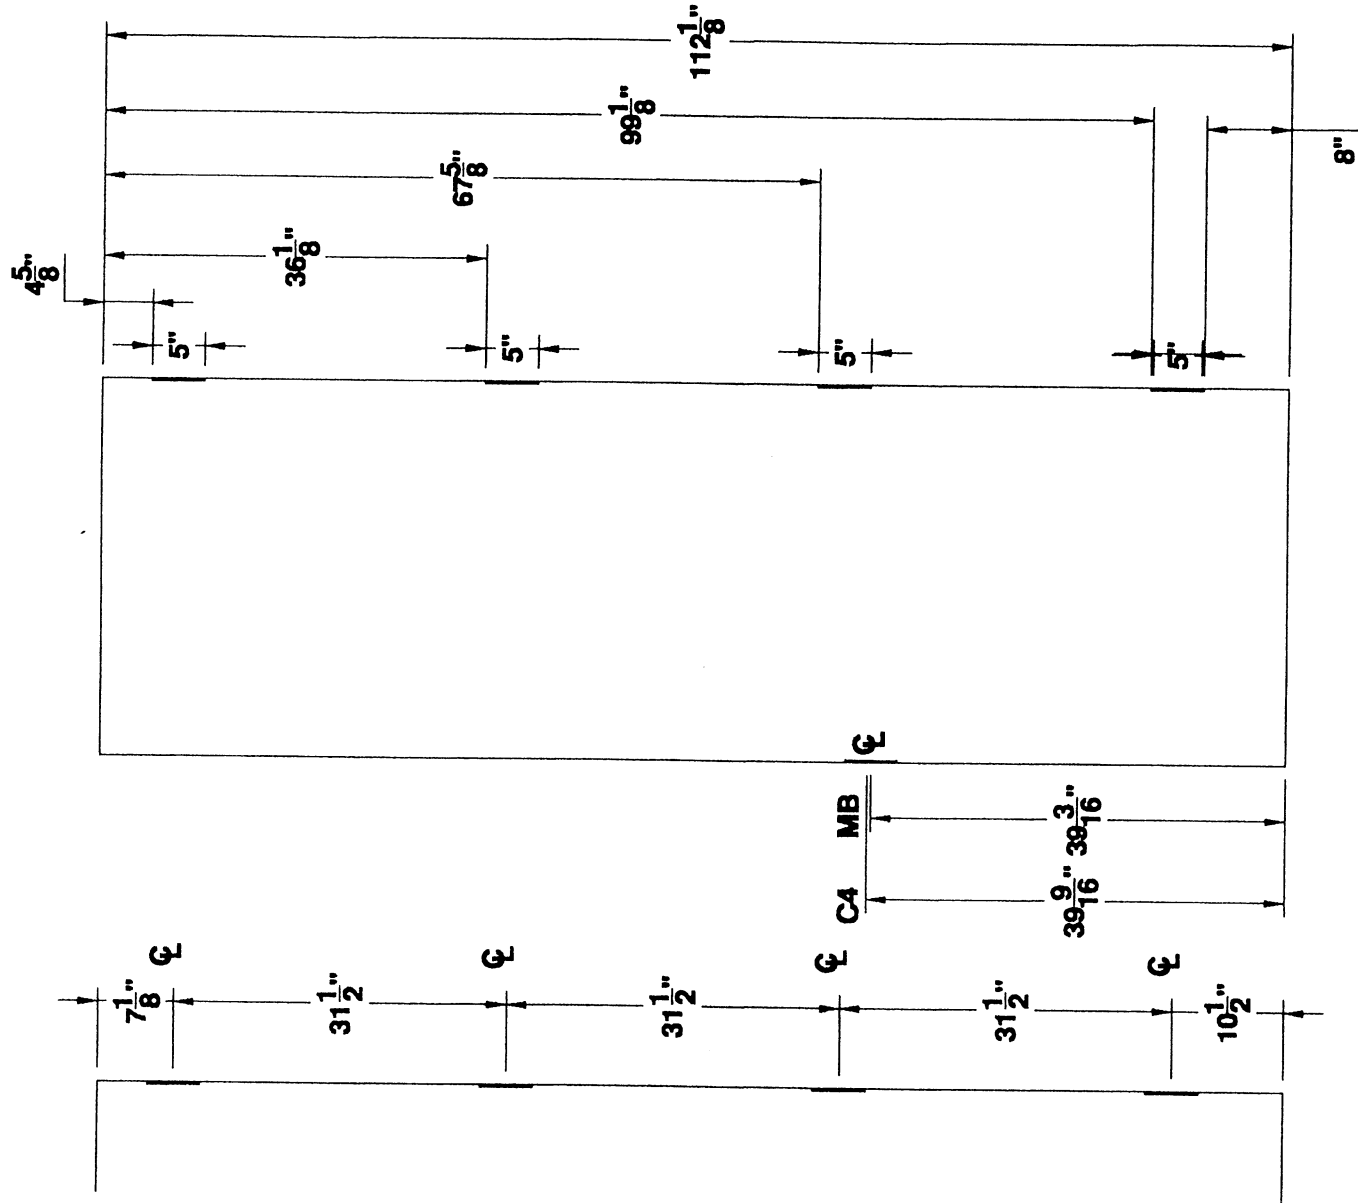 112 1/8"
99 1/8"
67 5/8"
36 1/8"
4 5/8"
8"
5"
5"
5"
5"
CL
MB
39 3/16"
C4
39 9/16"
CL
CL
CL
CL
7 1/8"
31 1/2"
31 1/2"
31 1/2"
10 1/2"